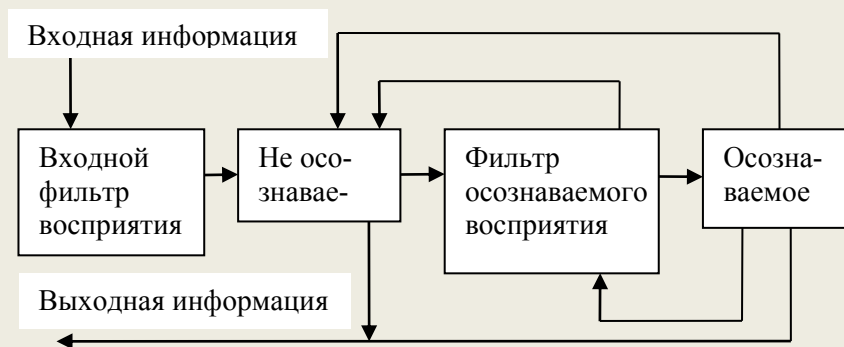 Входная информация
Входной
фильтр
восприятия
Не осо-
знавае-
Фильтр
осознаваемого
восприятия
Осозна-
ваемое
Выходная информация